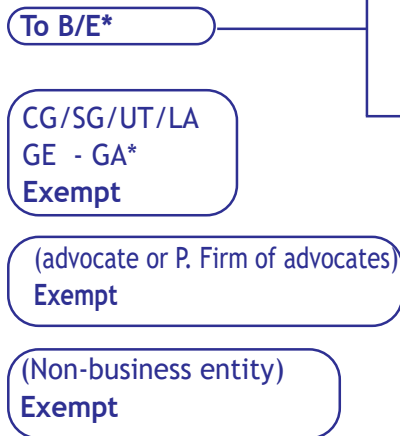 To B/E*
CG/SG/UT/LA
GE - GA*
Exempt
(advocate or P. Firm of advocates)
Exempt
(Non-business entity)
Exempt